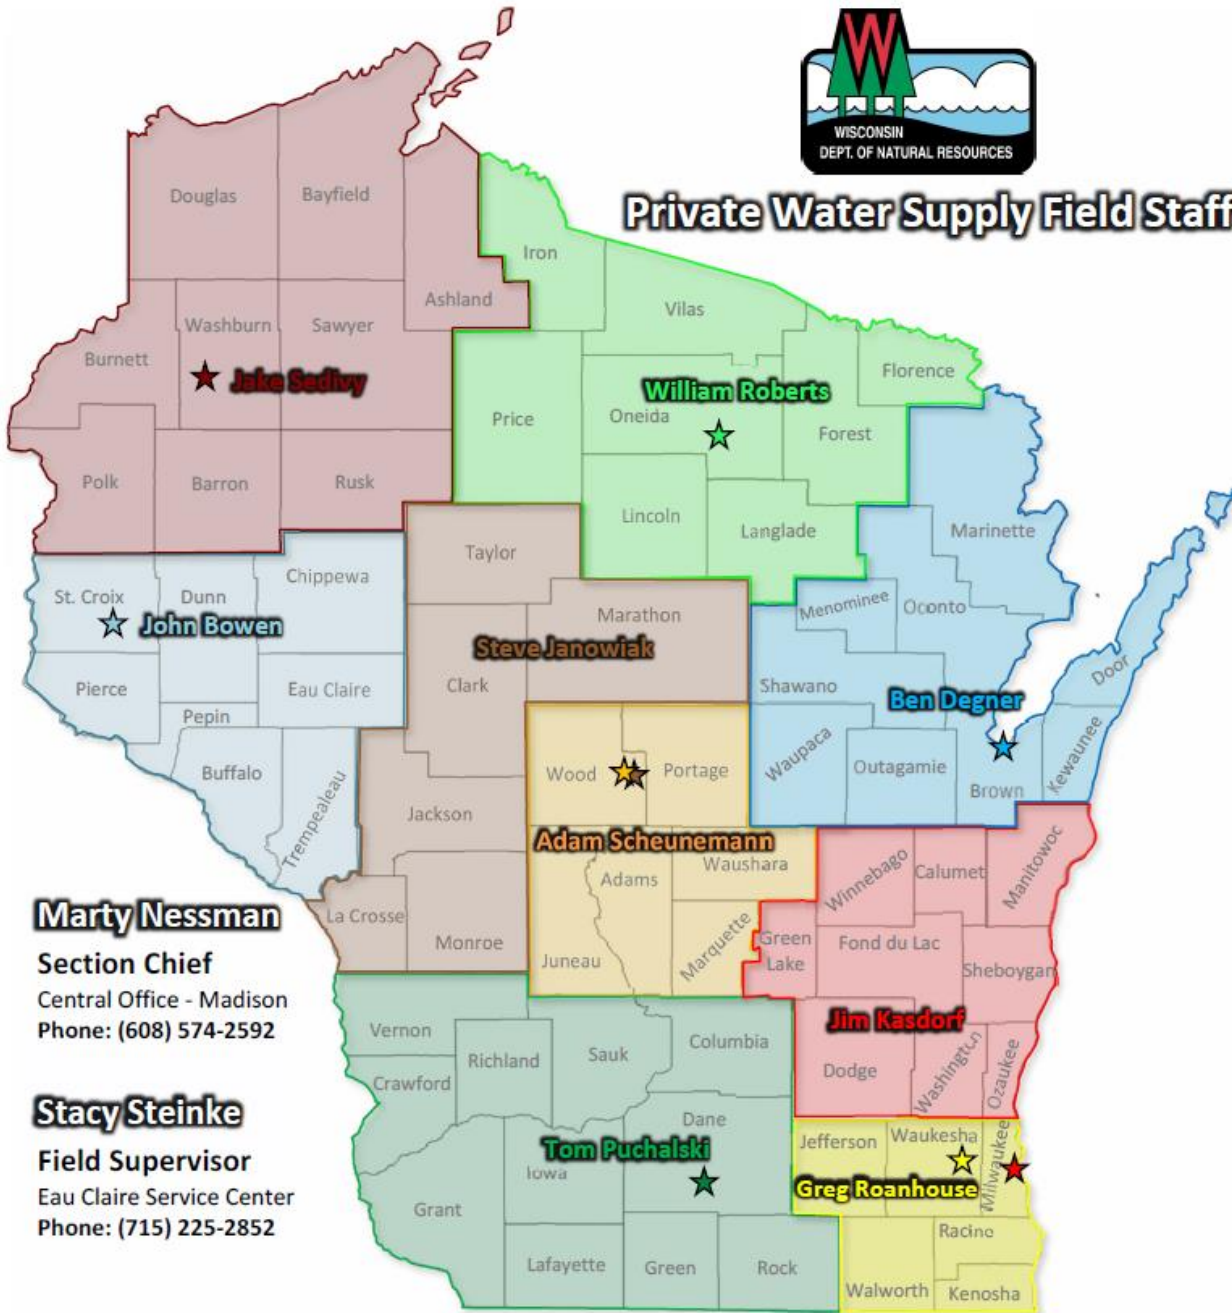 WISCONSIN
DEPT. OF NATURAL RESOURCES
Private Water Supply Field Staff
Douglas
Bayfield
Ashland
Washburn
Sawyer
Burnett
Jake Sedivy
Polk
Barron
Rusk
Iron
Vilas
Florence
William Roberts
Price
Oneida
Forest
Lincoln
Langlade
Marinette
Taylor
Chippewa
St. Croix
Dunn
John Bowen
Marathon
Menominee
Oconto
Steve Janowiak
Door
Pierce
Eau Claire
Clark
Shawano
Ben Degner
Pepin
Buffalo
Trempealeau
Wood
Portage
Waupaca
Outagamie
Brown
Kewaunee
Jackson
Adam Scheunemann
Waushara
Adams
Winnebago
Calumet
Manitowoc
La Crosse
Monroe
Juneau
Marquette
Green
Lake
Fond du Lac
Sheboygan
Jim Kasdorf
Dodge
Washington
Ozaukee
Marty Nessman
Section Chief
Central Office - Madison
Phone: (608) 574-2592
Vernon
Richland
Sauk
Columbia
Crawford
Dane
Tom Puchalski
Iowa
Grant
Lafayette
Green
Rock
Jefferson
Waukesha
Milwaukee
Greg Roanhouse
Racine
Walworth
Kenosha
Stacy Steinke
Field Supervisor
Eau Claire Service Center
Phone: (715) 225-2852